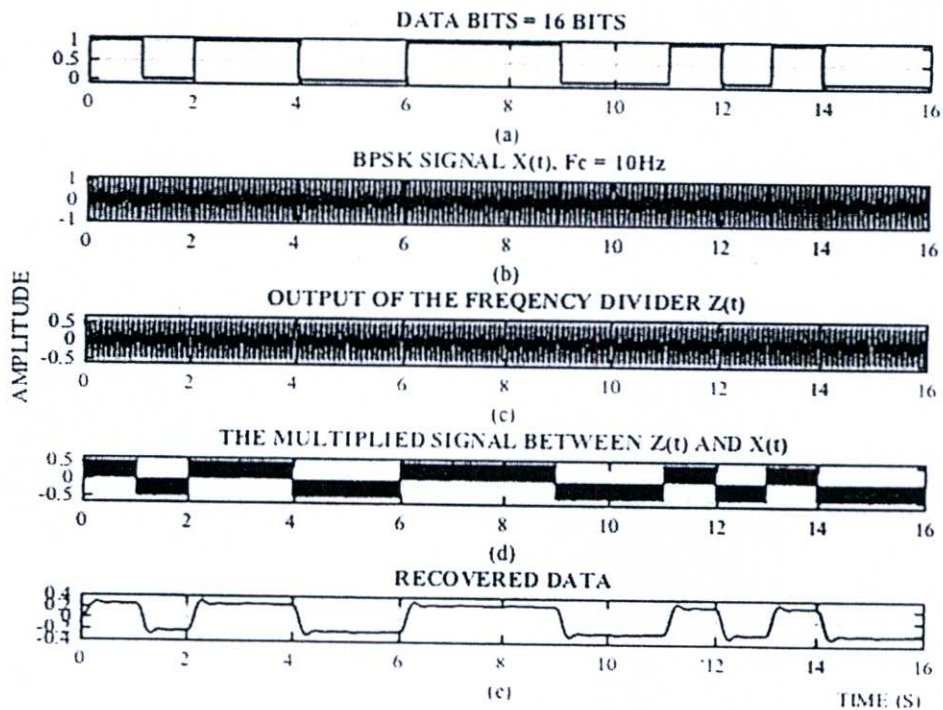 DATA BITS = 16 BITS
1
0.5
0
0 2 4 6 8 10 12 14 16
(a)
BPSK SIGNAL X(t), Fc = 10Hz
1
0
-1
0 2 4 6 8 10 12 14 16
(b)
OUTPUT OF THE FREQENCY DIVIDER Z(t)
0.5
0
-0.5
0 2 4 6 8 10 12 14 16
(c)
AMPLITUDE
THE MULTIPLIED SIGNAL BETWEEN Z(t) AND X(t)
0.5
0
-0.5
0 2 4 6 8 10 12 14 16
(d)
RECOVERED DATA
0.4
0
0 2 4 6 8 10 12 14 16
(e)
TIME (S)